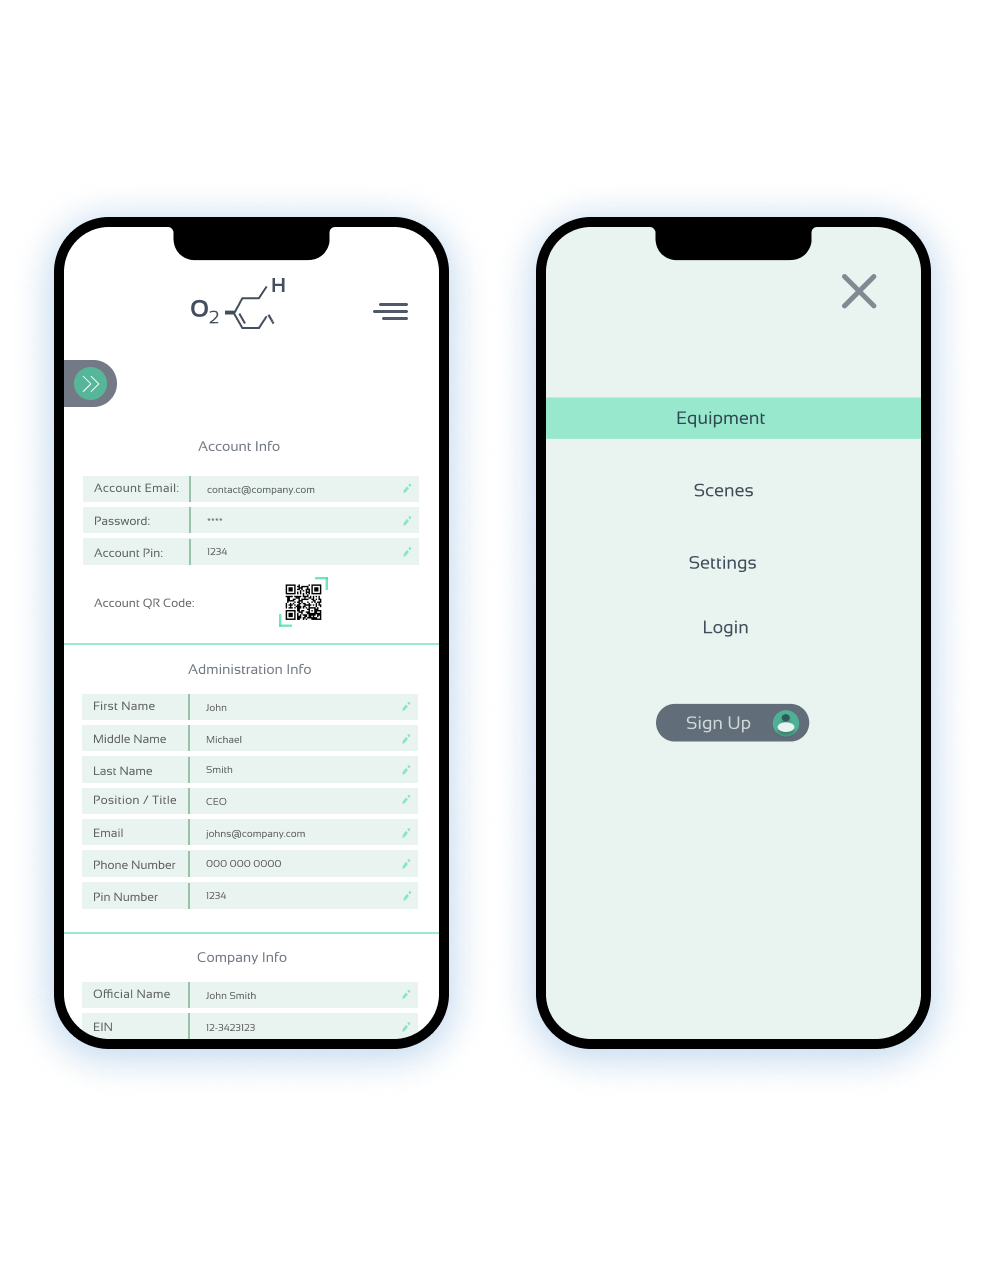 H
O2
Account Info
Account Email: contact@company.com
Password: ****
Account Pin: 1234
Account QR Code:
Administration Info
First Name John
Middle Name Michael
Last Name Smith
Position / Title CEO
Email johns@company.com
Phone Number 000 000 0000
Pin Number 1234
Company Info
Official Name John Smith
EIN 12-3423123
Equipment
Scenes
Settings
Login
Sign Up